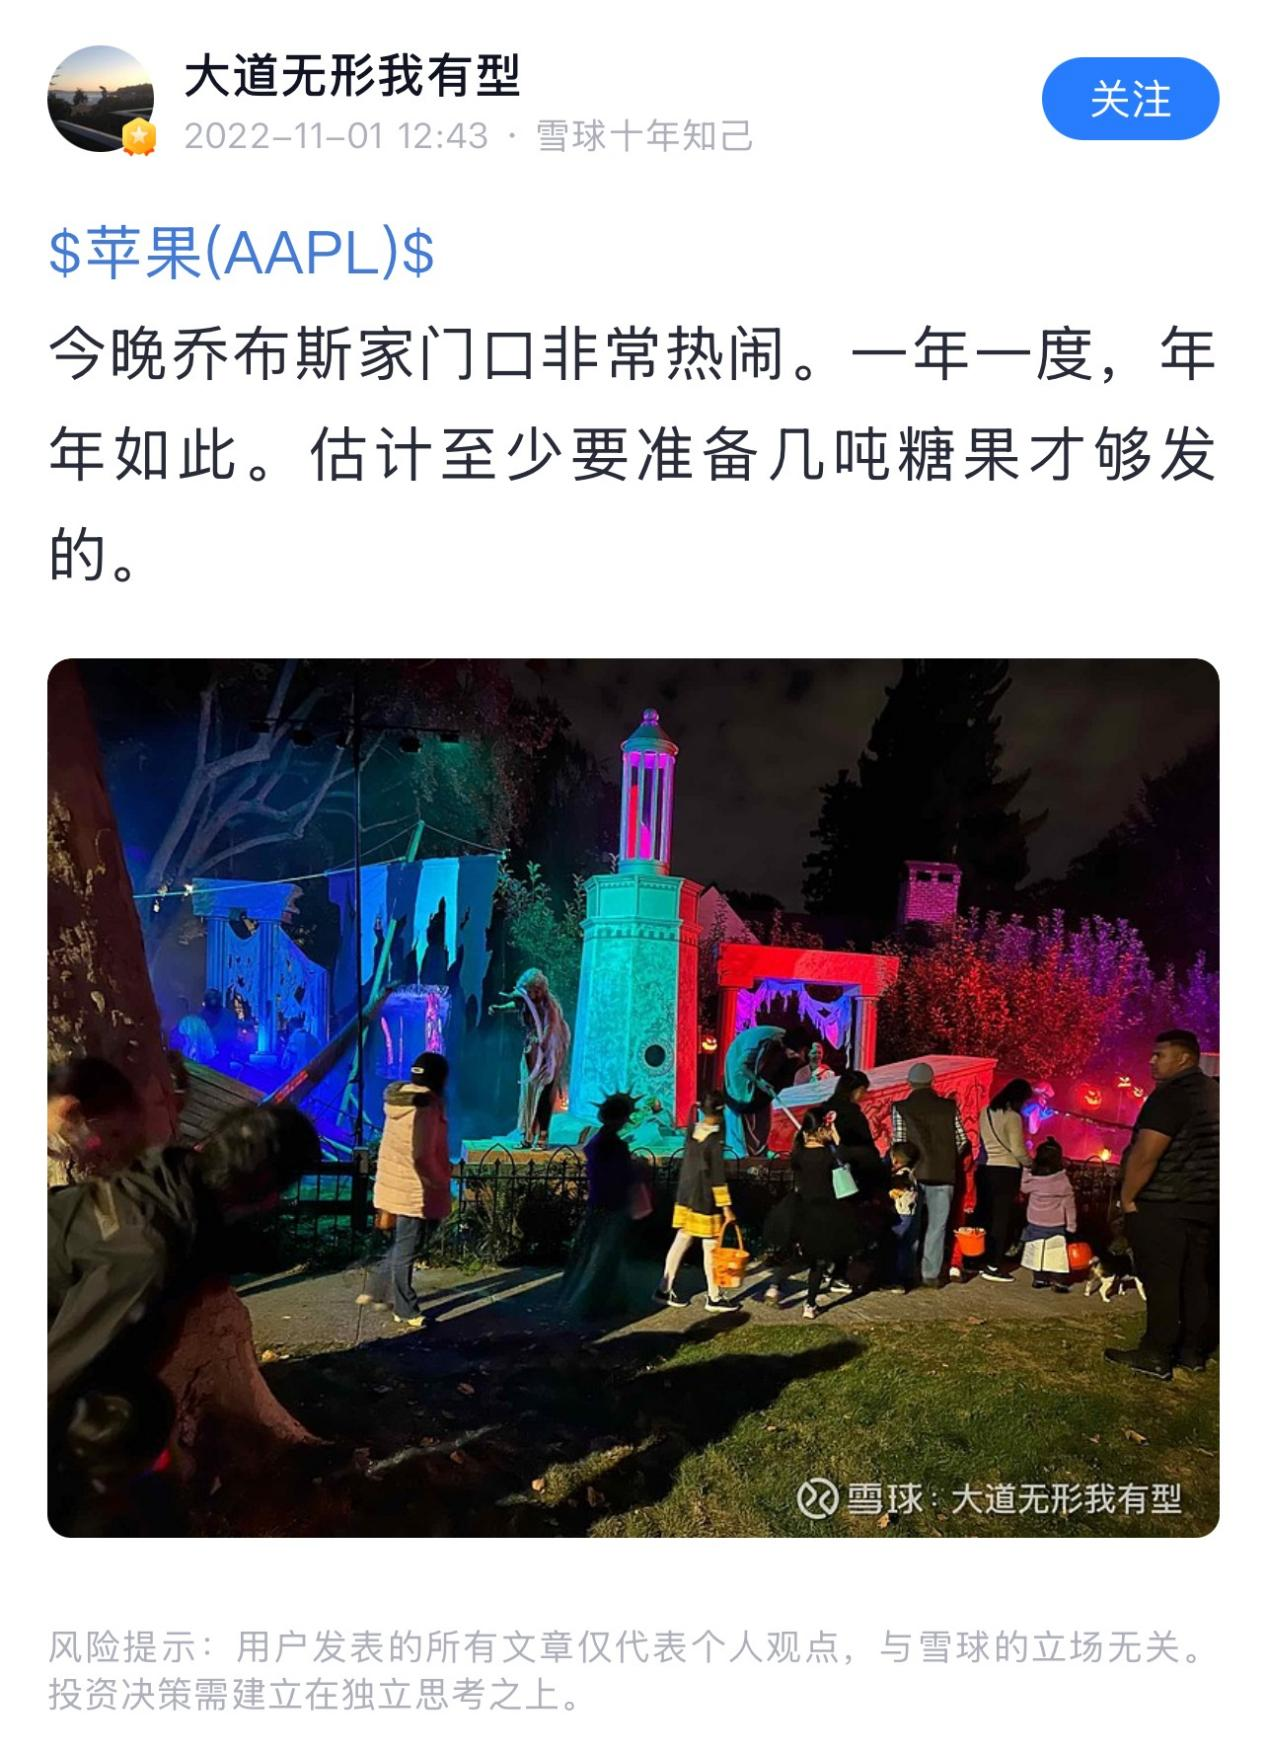 大道无形我有型
2022-11-01 12:43 · 雪球十年知己
关注
$苹果(AAPL)$
今晚乔布斯家门口非常热闹。一年一度，年
年如此。估计至少要准备几吨糖果才够发
的。
雪球：大道无形我有型
风险提示：用户发表的所有文章仅代表个人观点，与雪球的立场无关。
投资决策需建立在独立思考之上。